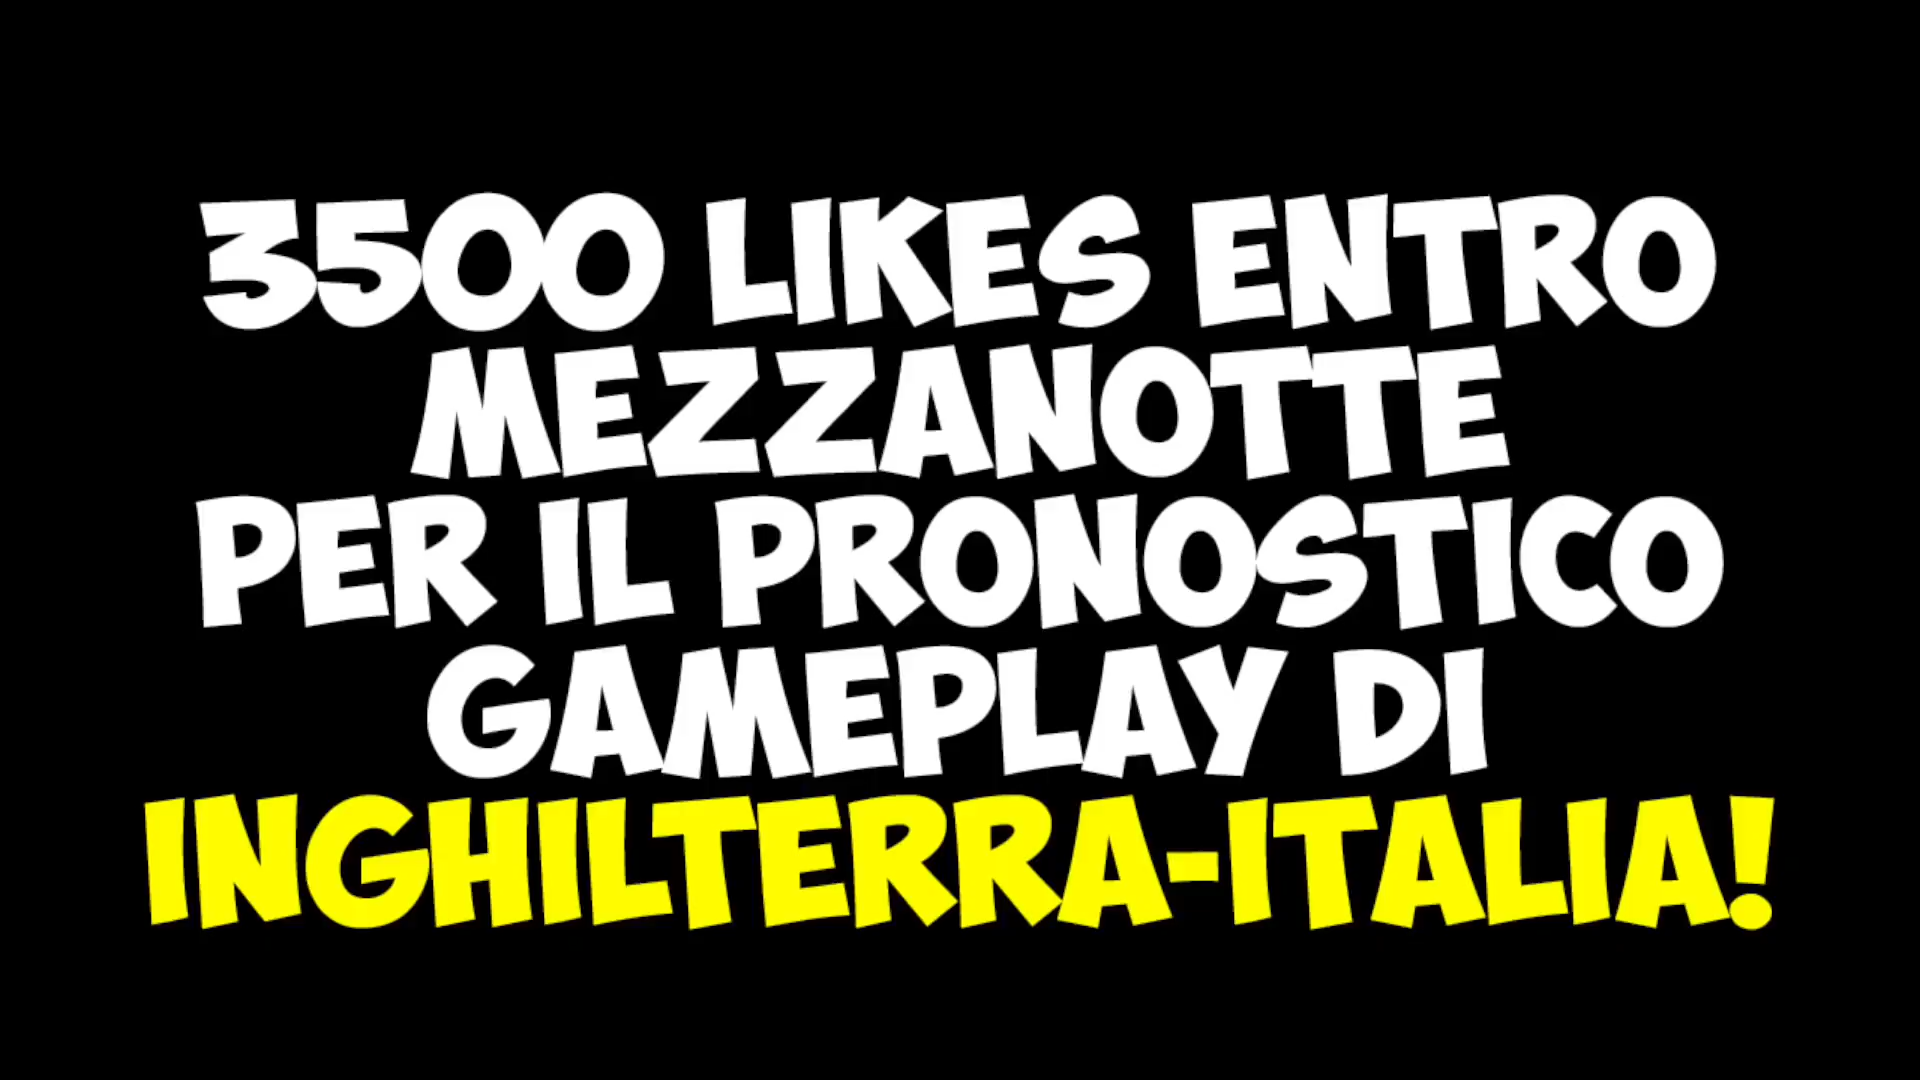 3500 LIKES ENTRO
MEZZANOTTE
PER IL PRONOSTICO
GAMEPLAY DI
INGHILTERRA-ITALIA!